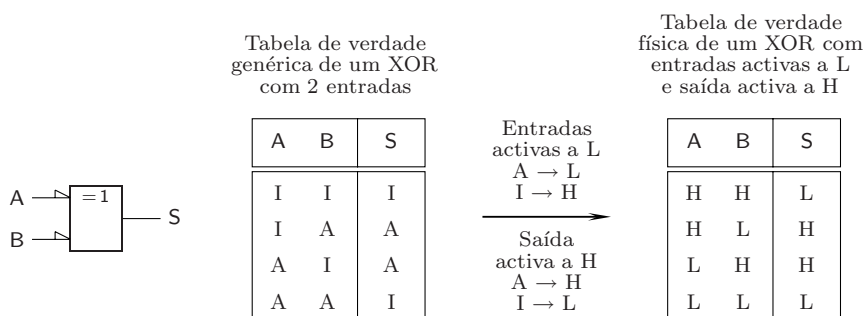 A
B
=1
S
Tabela de verdade
genérica de um XOR
com 2 entradas
A B S
I I I
I A A
A I A
A A I
Entradas
activas a L
A → L
I → H
Saída
activa a H
A → H
I → L
Tabela de verdade
física de um XOR com
entradas activas a L
e saída activa a H
A B S
H H L
H L H
L H H
L L L